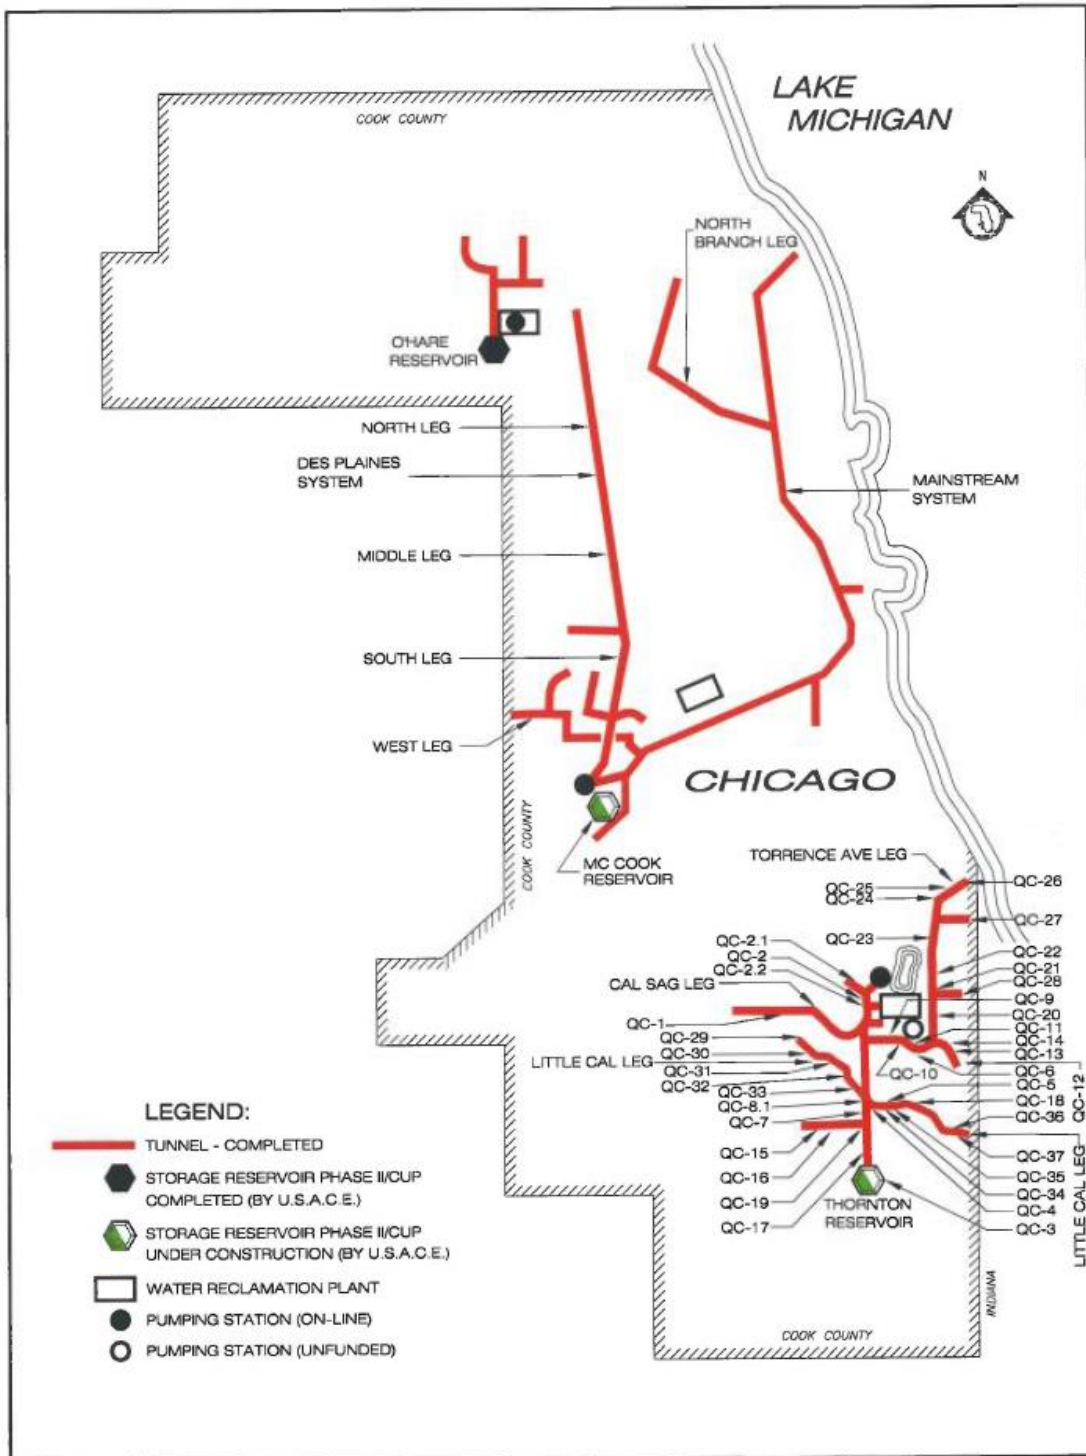 LAKE
MICHIGAN
COOK COUNTY
N
NORTH
BRANCH LEG
O'HARE
RESERVOIR
NORTH LEG
DES PLAINES
SYSTEM
MAINSTREAM
SYSTEM
MIDDLE LEG
SOUTH LEG
WEST LEG
CHICAGO
COOK COUNTY
MC COOK
RESERVOIR
TORRENCE AVE LEG
QC-26
QC-25
QC-24
QC-27
QC-23
QC-2.1
QC-2
QC-2.2
QC-22
QC-21
QC-28
CAL SAG LEG
QC-9
QC-20
QC-1
QC-11
QC-29
QC-14
QC-30
QC-13
LITTLE CAL LEG
QC-31
QC-10
QC-6
QC-32
QC-5
QC-33
QC-18
QC-12
QC-8.1
QC-36
QC-7
QC-15
QC-37
QC-16
QC-35
QC-19
QC-34
QC-4
QC-17
QC-3
THORNTON
RESERVOIR
LITTLE CAL LEG
INDIANA
COOK COUNTY
LEGEND:
TUNNEL - COMPLETED
STORAGE RESERVOIR PHASE II/CUP
COMPLETED (BY U.S.A.C.E.)
STORAGE RESERVOIR PHASE II/CUP
UNDER CONSTRUCTION (BY U.S.A.C.E.)
WATER RECLAMATION PLANT
PUMPING STATION (ON-LINE)
PUMPING STATION (UNFUNDED)